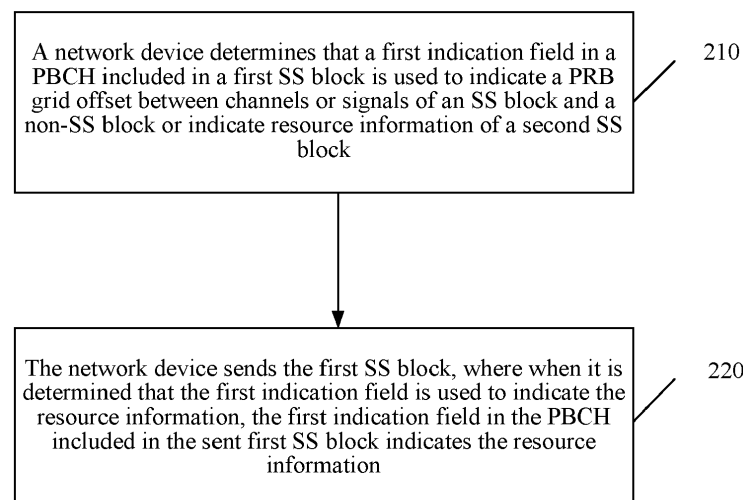 A network device determines that a first indication field in a
PBCH included in a first SS block is used to indicate a PRB
grid offset between channels or signals of an SS block and a
non-SS block or indicate resource information of a second SS
block
210
The network device sends the first SS block, where when it is
determined that the first indication field is used to indicate the
resource information, the first indication field in the PBCH
included in the sent first SS block indicates the resource
information
220